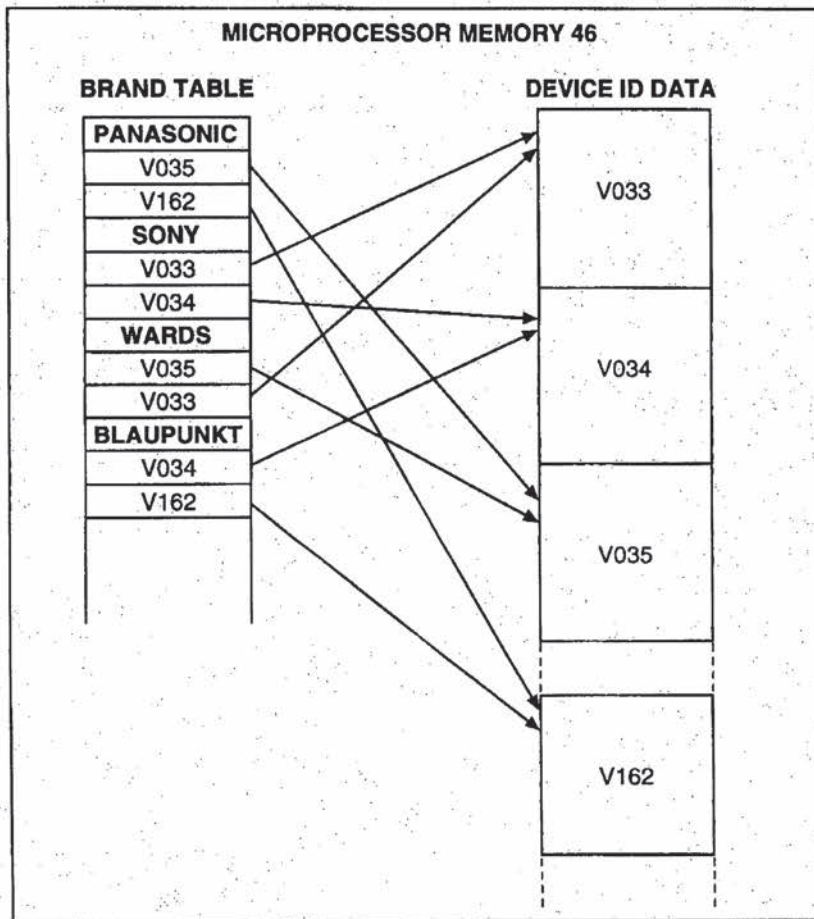 MICROPROCESSOR MEMORY 46
BRAND TABLE
PANASONIC
V035
V162
SONY
V033
V034
WARDS
V035
V033
BLAUPUNKT
V034
V162
DEVICE ID DATA
V033
V034
V035
V162